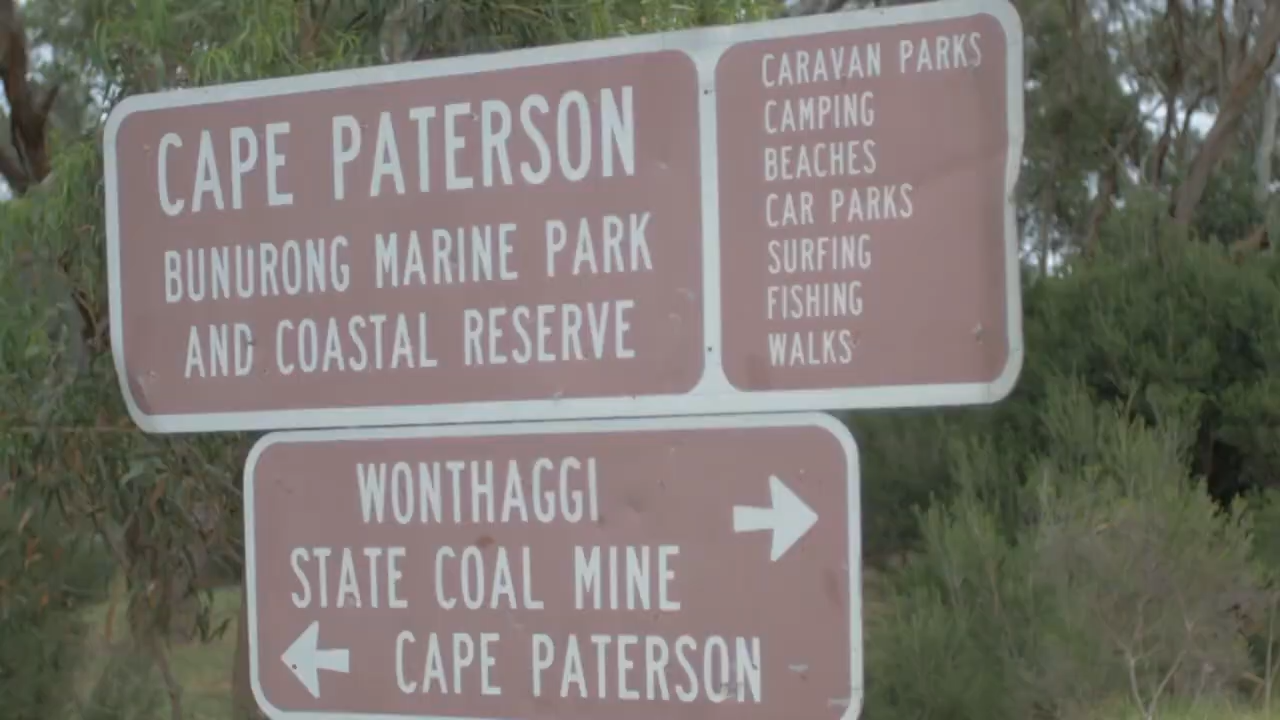 CAPE PATERSON
BUNURONG MARINE PARK
AND COASTAL RESERVE
CARAVAN PARKS
CAMPING
BEACHES
CAR PARKS
SURFING
FISHING
WALKS
WONTHAGGI
STATE COAL MINE
CAPE PATERSON